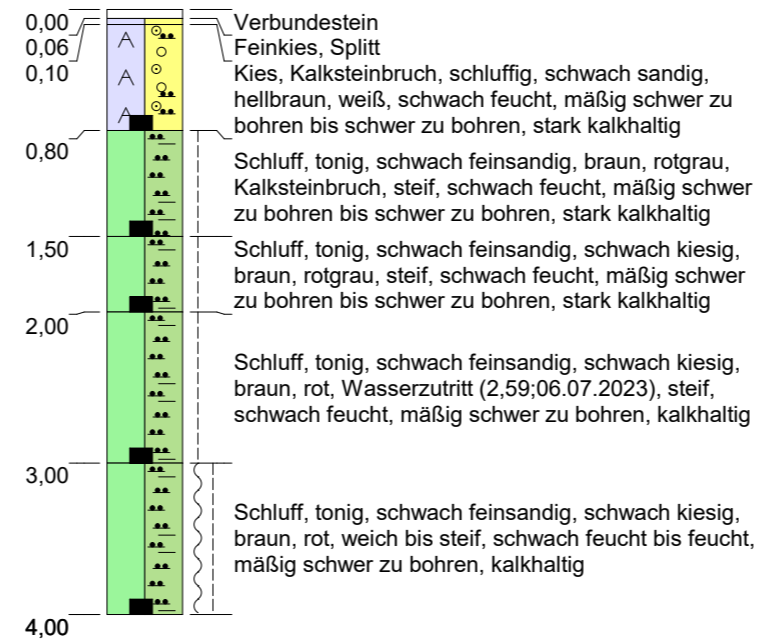 0,00 Verbundestein
0,06 Feinkies, Splitt
0,10 Kies, Kalksteinbruch, schluffig, schwach sandig,
hellbraun, weiß, schwach feucht, mäßig schwer zu
bohren bis schwer zu bohren, stark kalkhaltig
0,80
Schluff, tonig, schwach feinsandig, braun, rotgrau,
Kalksteinbruch, steif, schwach feucht, mäßig schwer
zu bohren bis schwer zu bohren, stark kalkhaltig
1,50 Schluff, tonig, schwach feinsandig, schwach kiesig,
braun, rotgrau, steif, schwach feucht, mäßig schwer
zu bohren bis schwer zu bohren, stark kalkhaltig
2,00
Schluff, tonig, schwach feinsandig, schwach kiesig,
braun, rot, Wasserzutritt (2,59;06.07.2023), steif,
schwach feucht, mäßig schwer zu bohren, kalkhaltig
3,00
Schluff, tonig, schwach feinsandig, schwach kiesig,
braun, rot, weich bis steif, schwach feucht bis feucht,
mäßig schwer zu bohren, kalkhaltig
4,00